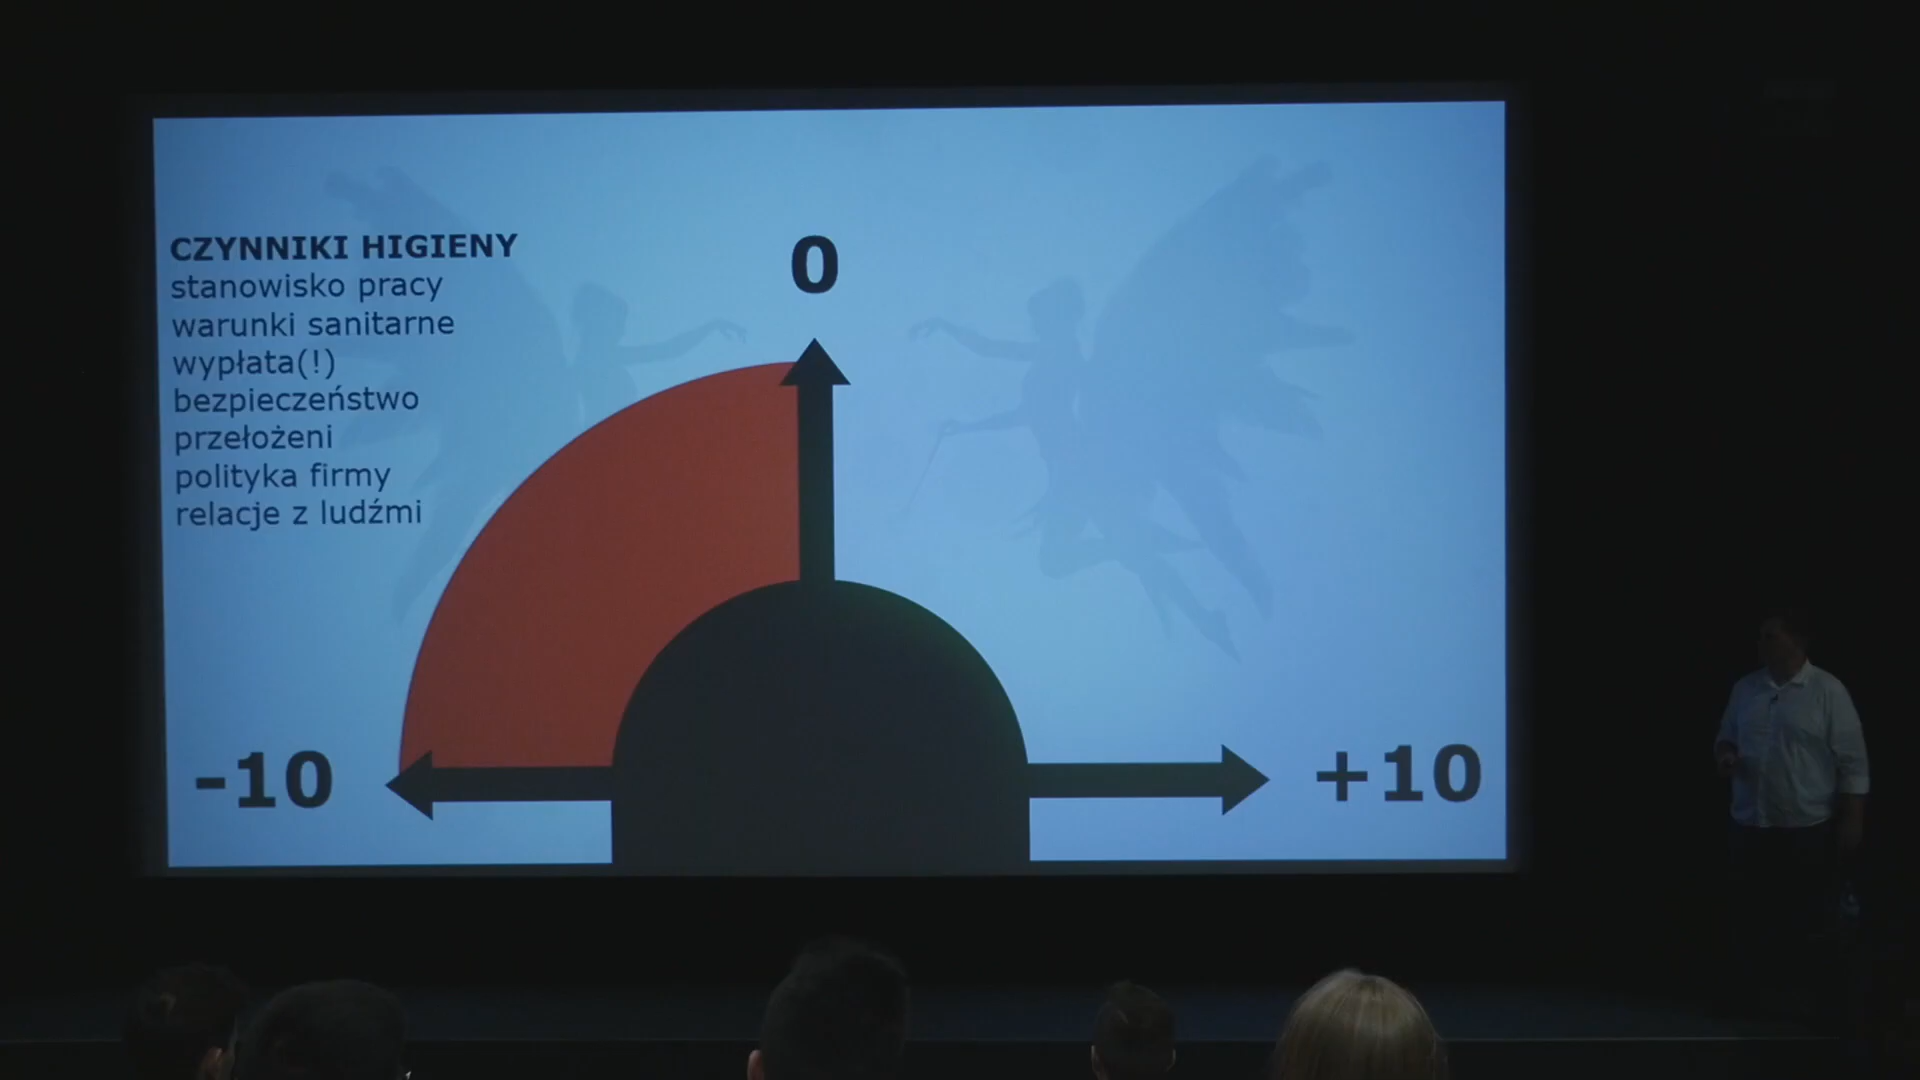 CZYNNIKI HIGIENY
stanowisko pracy
warunki sanitarne
wypłata(!)
bezpieczeństwo
przełożeni
polityka firmy
relacje z ludźmi
0
-10
+10